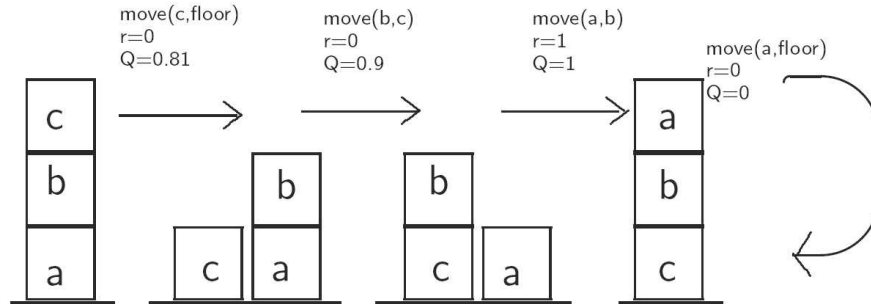 move(c,floor)
r=0
Q=0.81
move(b,c)
r=0
Q=0.9
move(a,b)
r=1
Q=1
move(a,floor)
r=0
Q=0
c
b
a
b
c a
b
c a
a
b
c